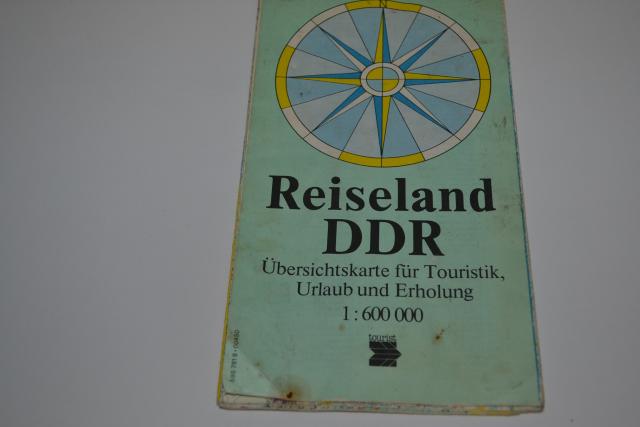 N
Reiseland
DDR
Übersichtskarte für Touristik,
Urlaub und Erholung
1:600 000
tourist